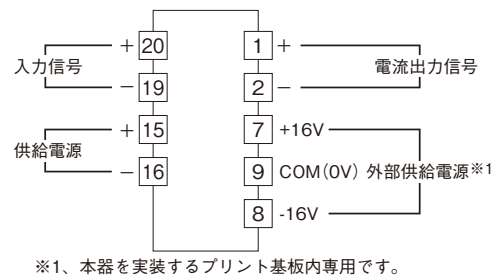 + 20
入力信号
− 19
+ 15
供給電源
− 16
1 +
電流出力信号
2 −
7 +16V
9 COM(0V) 外部供給電源※1
8 -16V
※1、本器を実装するプリント基板内専用です。